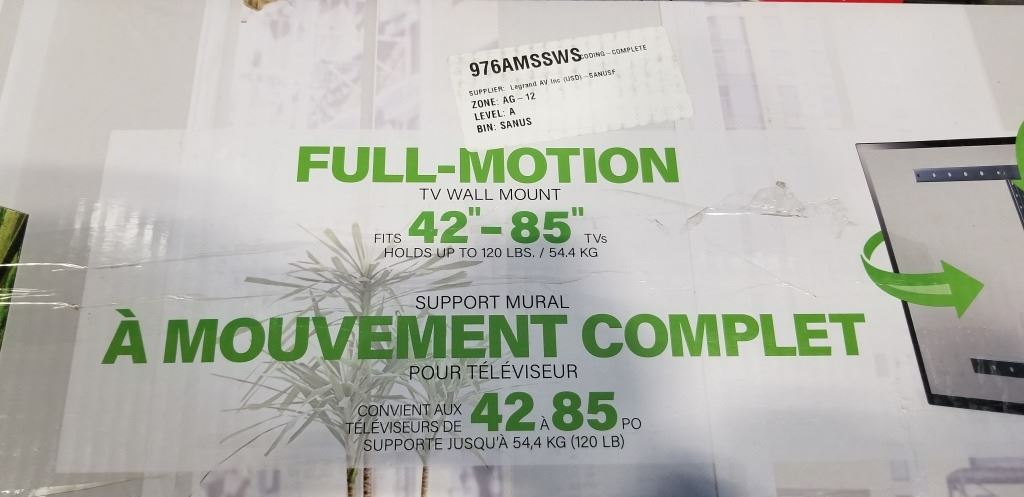 976AMSSWS CODING-COMPLETE
SUPPLIER: Legrand AV Inc (USD)-SANUSF
ZONE: AG-12
LEVEL: A
BIN: SANUS
FULL-MOTION
TV WALL MOUNT
FITS 42"-85" TVs
HOLDS UP TO 120 LBS. / 54.4 KG
SUPPORT MURAL
À MOUVEMENT COMPLET
POUR TÉLÉVISEUR
CONVIENT AUX
TÉLÉVISEURS DE 42 À 85 PO
SUPPORTE JUSQU'À 54,4 KG (120 LB)